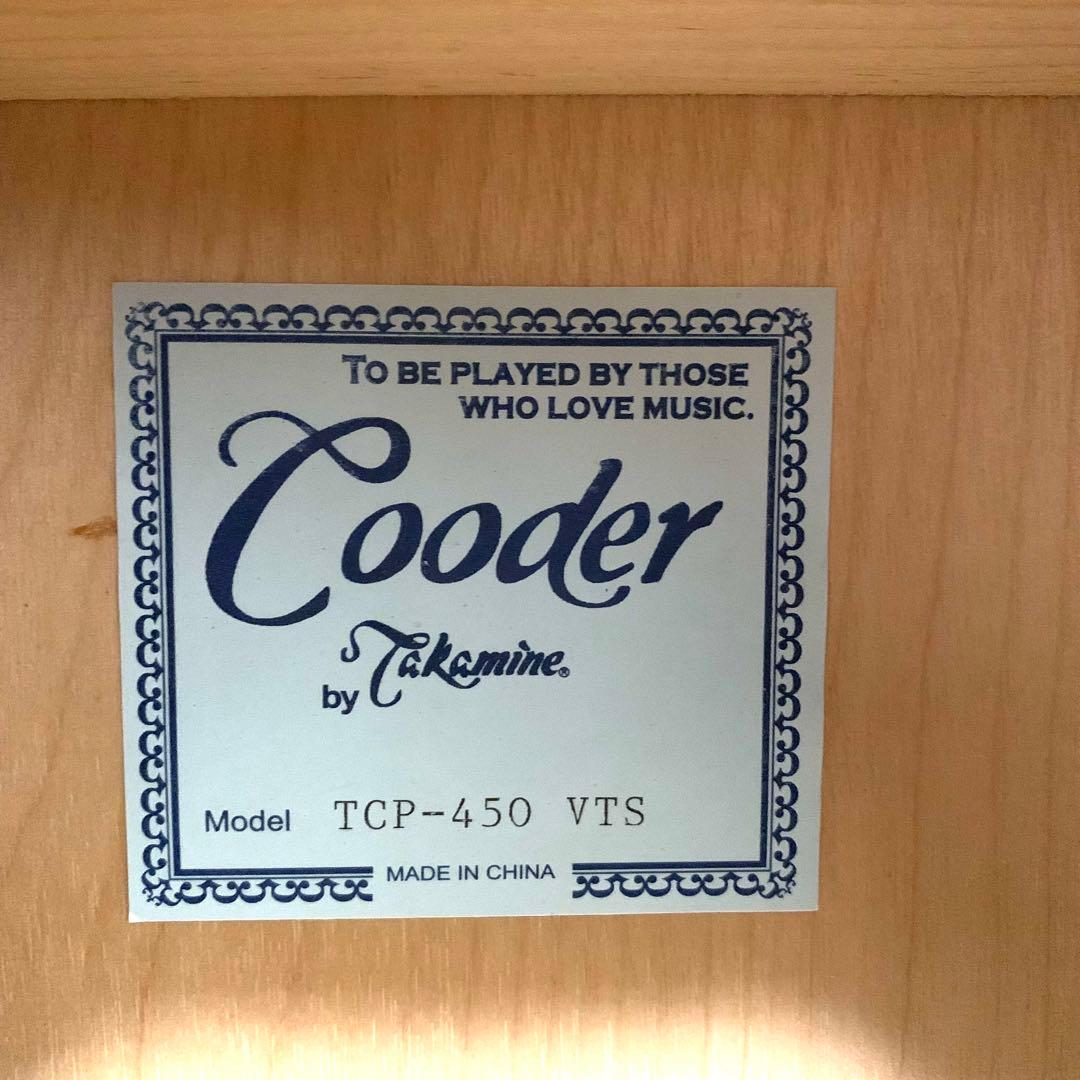 TO BE PLAYED BY THOSE
WHO LOVE MUSIC.
Cooder
by Takamine®
Model TCP-450 VTS
MADE IN CHINA